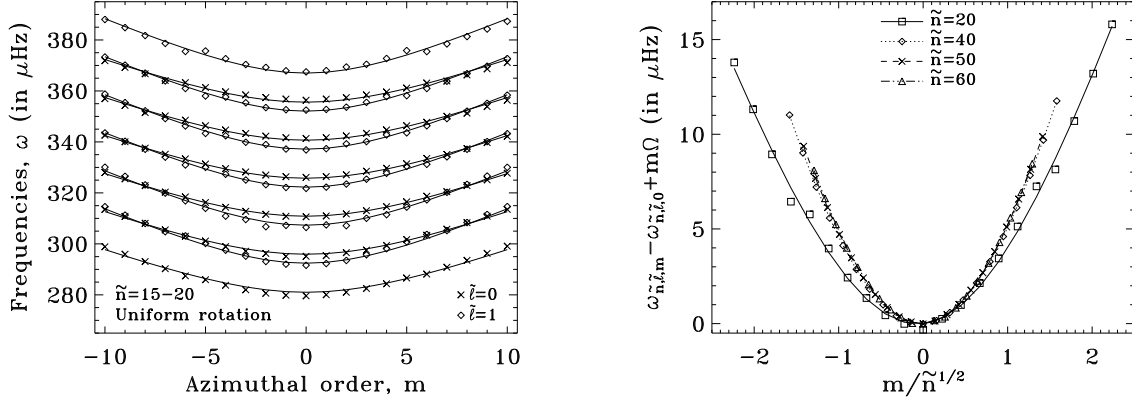 Frequencies, ω (in μHz)
380
360
340
320
300
280
ñ=15−20
Uniform rotation
ℓ̃=0
ℓ̃=1
−10
−5
0
5
10
Azimuthal order, m
ω_{ñ,ℓ̃,m}−ω_{ñ,ℓ̃,0}+mΩ (in μHz)
15
10
5
0
ñ=20
ñ=40
ñ=50
ñ=60
−2
−1
0
1
2
m/ñ^{1/2}